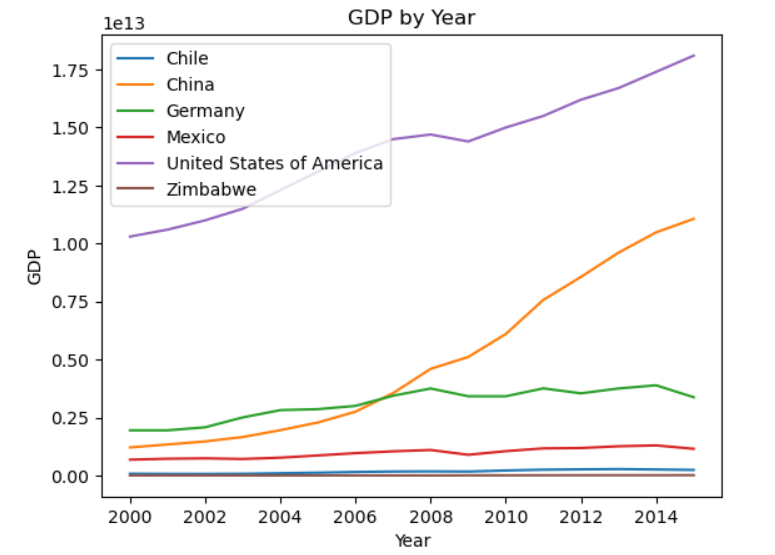 GDP by Year
1e13
Chile
China
Germany
Mexico
United States of America
Zimbabwe
1.75
1.50
1.25
1.00
0.75
0.50
0.25
0.00
GDP
2000 2002 2004 2006 2008 2010 2012 2014
Year